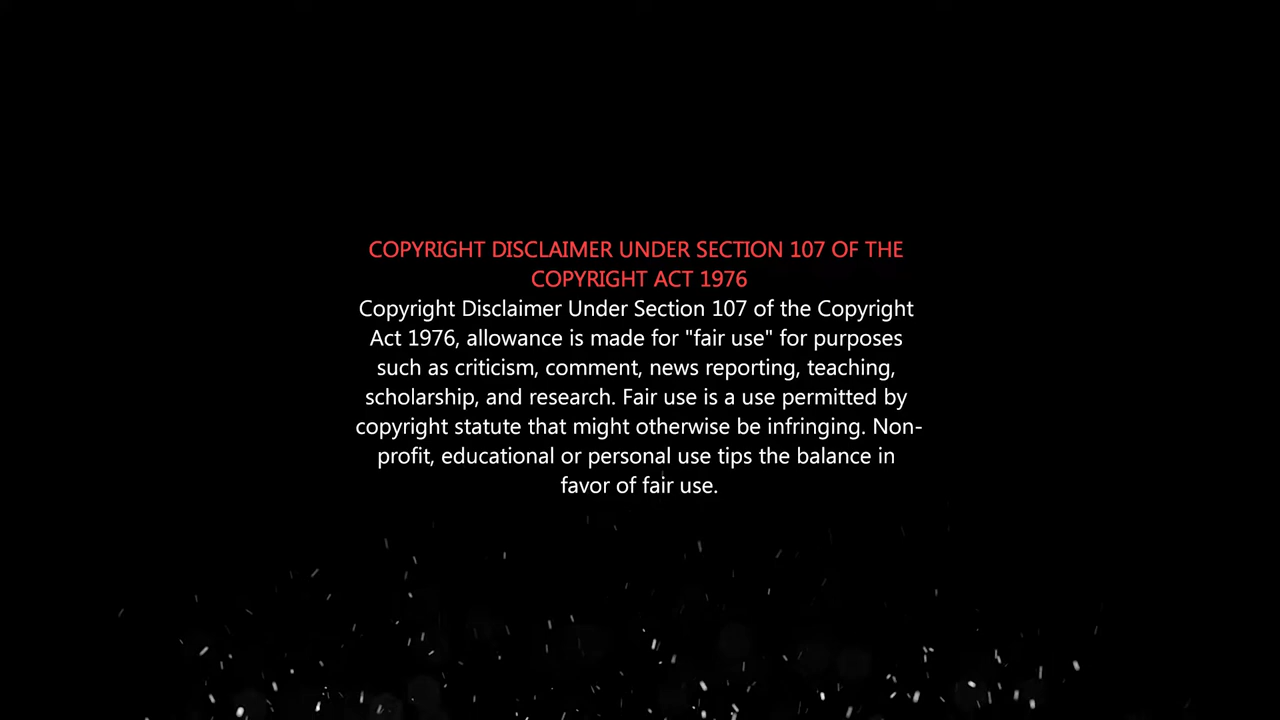 COPYRIGHT DISCLAIMER UNDER SECTION 107 OF THE
COPYRIGHT ACT 1976
Copyright Disclaimer Under Section 107 of the Copyright
Act 1976, allowance is made for "fair use" for purposes
such as criticism, comment, news reporting, teaching,
scholarship, and research. Fair use is a use permitted by
copyright statute that might otherwise be infringing. Non-
profit, educational or personal use tips the balance in
favor of fair use.